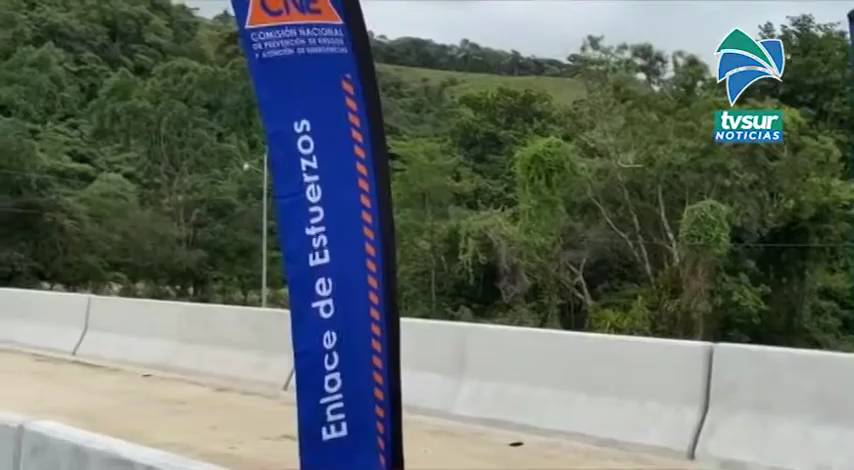 CNE
COMISIÓN NACIONAL
DE PREVENCIÓN DE RIESGOS
Y ATENCIÓN DE EMERGENCIAS
Enlace de Esfuerzos
tvsur
NOTICIAS